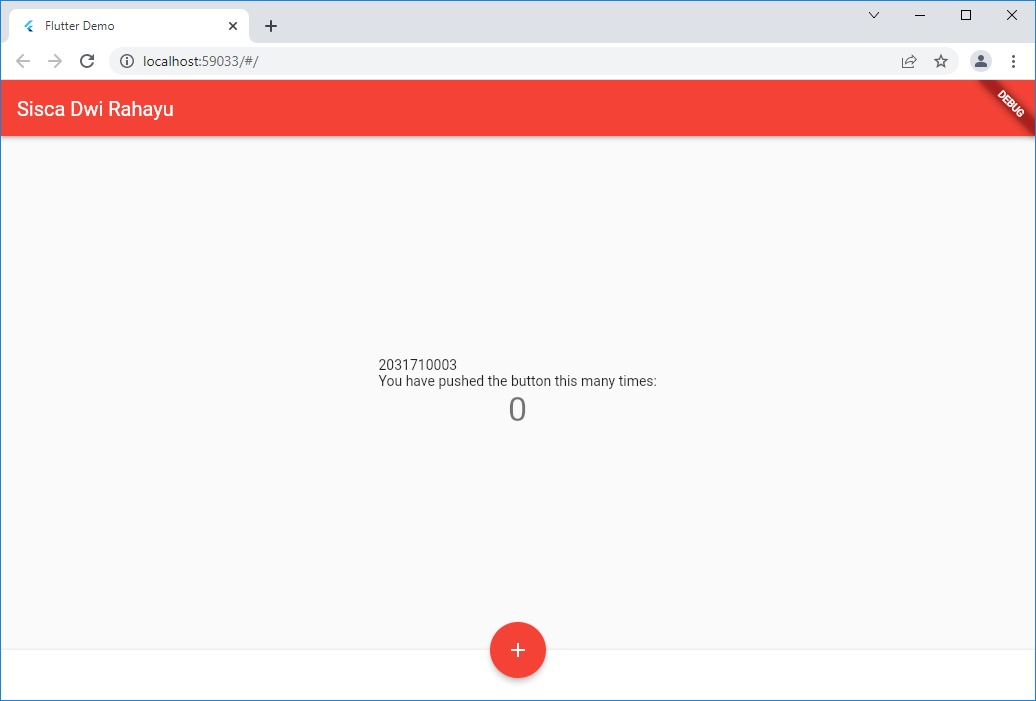 Flutter Demo
localhost:59033/#/
Sisca Dwi Rahayu
DEBUG
2031710003
You have pushed the button this many times:
0